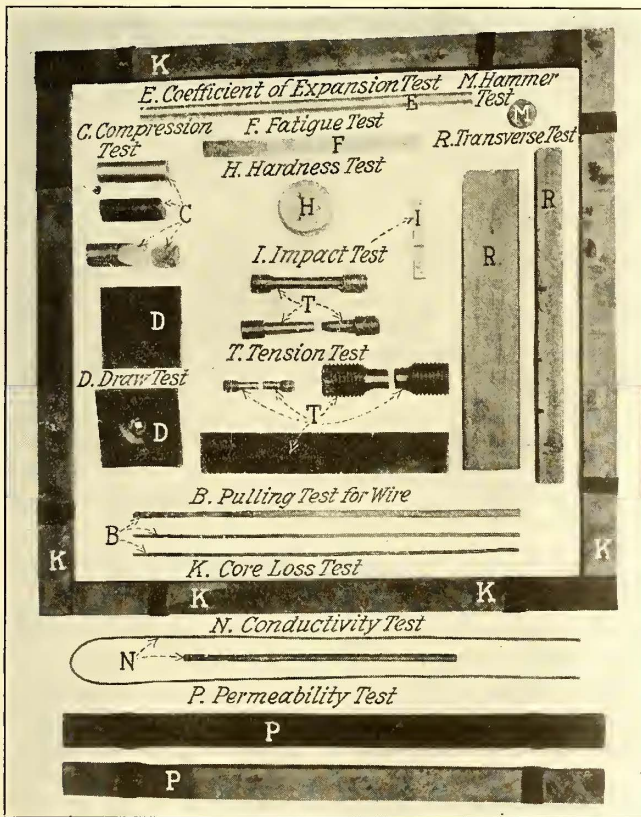 K
E. Coefficient of Expansion Test
M. Hammer Test
E
M
C. Compression Test
F. Fatigue Test
F
R. Transverse Test
H. Hardness Test
C
H
I
R
R
I. Impact Test
D
T
T. Tension Test
D. Draw Test
D
T
B. Pulling Test for Wire
B
K. Core Loss Test
K
K
K
K
N. Conductivity Test
N
P. Permeability Test
P
P